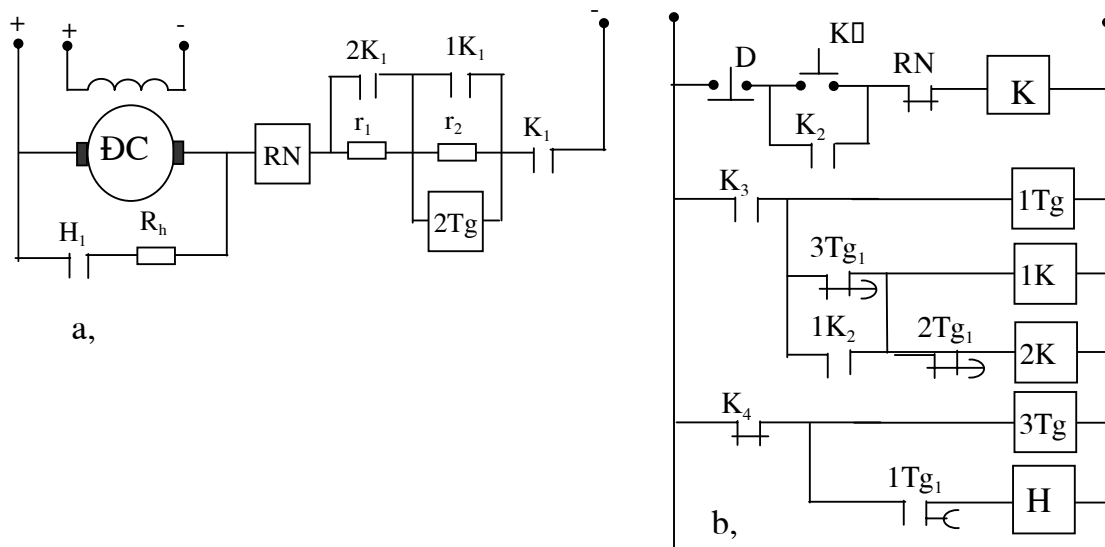 + + - -
2K₁ 1K₁
r₁ r₂ K₁
ĐC RN
2Tg
H₁ R_h
a,
D K▯ RN K
K₂
K₃ 1Tg
3Tg₁ 1K
1K₂ 2Tg₁ 2K
K₄ 3Tg
1Tg₁ H
b,